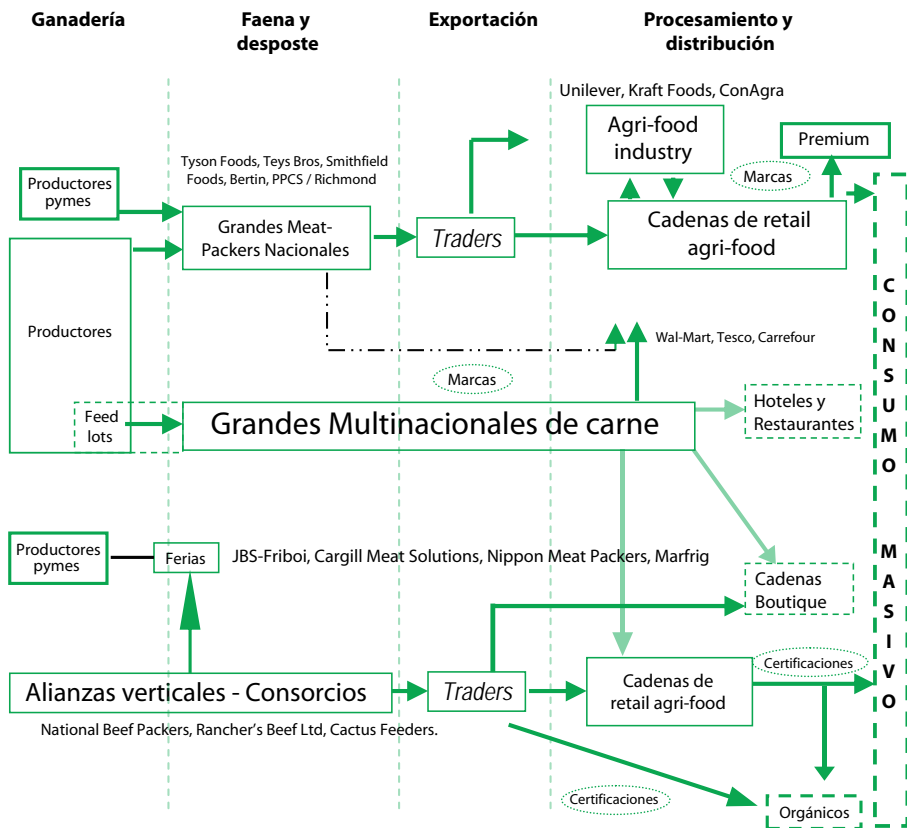 Ganadería
Faena y
desposte
Exportación
Procesamiento y
distribución
Unilever, Kraft Foods, ConAgra
Agri-food
industry
Premium
Marcas
Tyson Foods, Teys Bros, Smithfield
Foods, Bertin, PPCS / Richmond
Productores
pymes
Grandes Meat-
Packers Nacionales
Traders
Cadenas de retail
agri-food
Productores
Wal-Mart, Tesco, Carrefour
Marcas
Feed
lots
Grandes Multinacionales de carne
Hoteles y
Restaurantes
Productores
pymes
Ferias
JBS-Friboi, Cargill Meat Solutions, Nippon Meat Packers, Marfrig
Cadenas
Boutique
Alianzas verticales - Consorcios
Traders
Cadenas de
retail agri-food
Certificaciones
National Beef Packers, Rancher's Beef Ltd, Cactus Feeders.
Certificaciones
Orgánicos
CONSUMO MASIVO